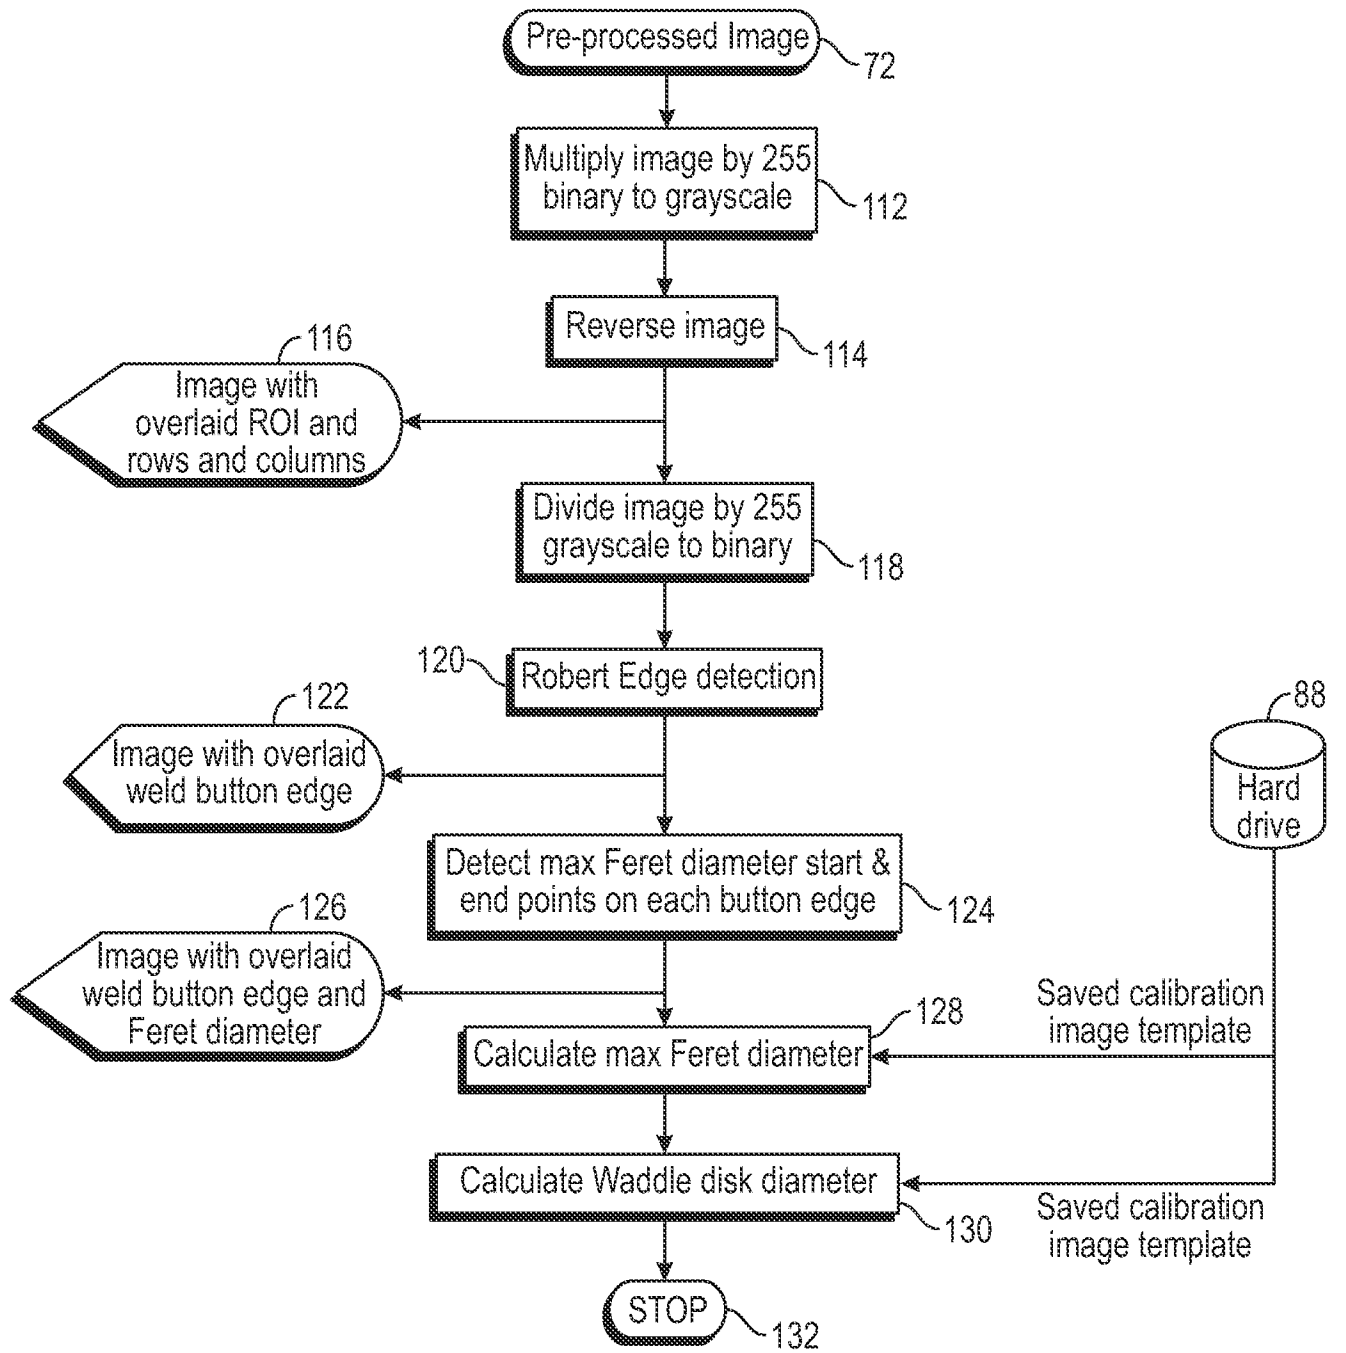 Pre-processed Image
72
Multiply image by 255
binary to grayscale
112
Reverse image
114
116
Image with
overlaid ROI and
rows and columns
Divide image by 255
grayscale to binary
118
120
Robert Edge detection
122
Image with overlaid
weld button edge
88
Hard
drive
Detect max Feret diameter start &
end points on each button edge
124
126
Image with overlaid
weld button edge and
Feret diameter
Saved calibration
image template
128
Calculate max Feret diameter
Calculate Waddle disk diameter
130
Saved calibration
image template
STOP
132